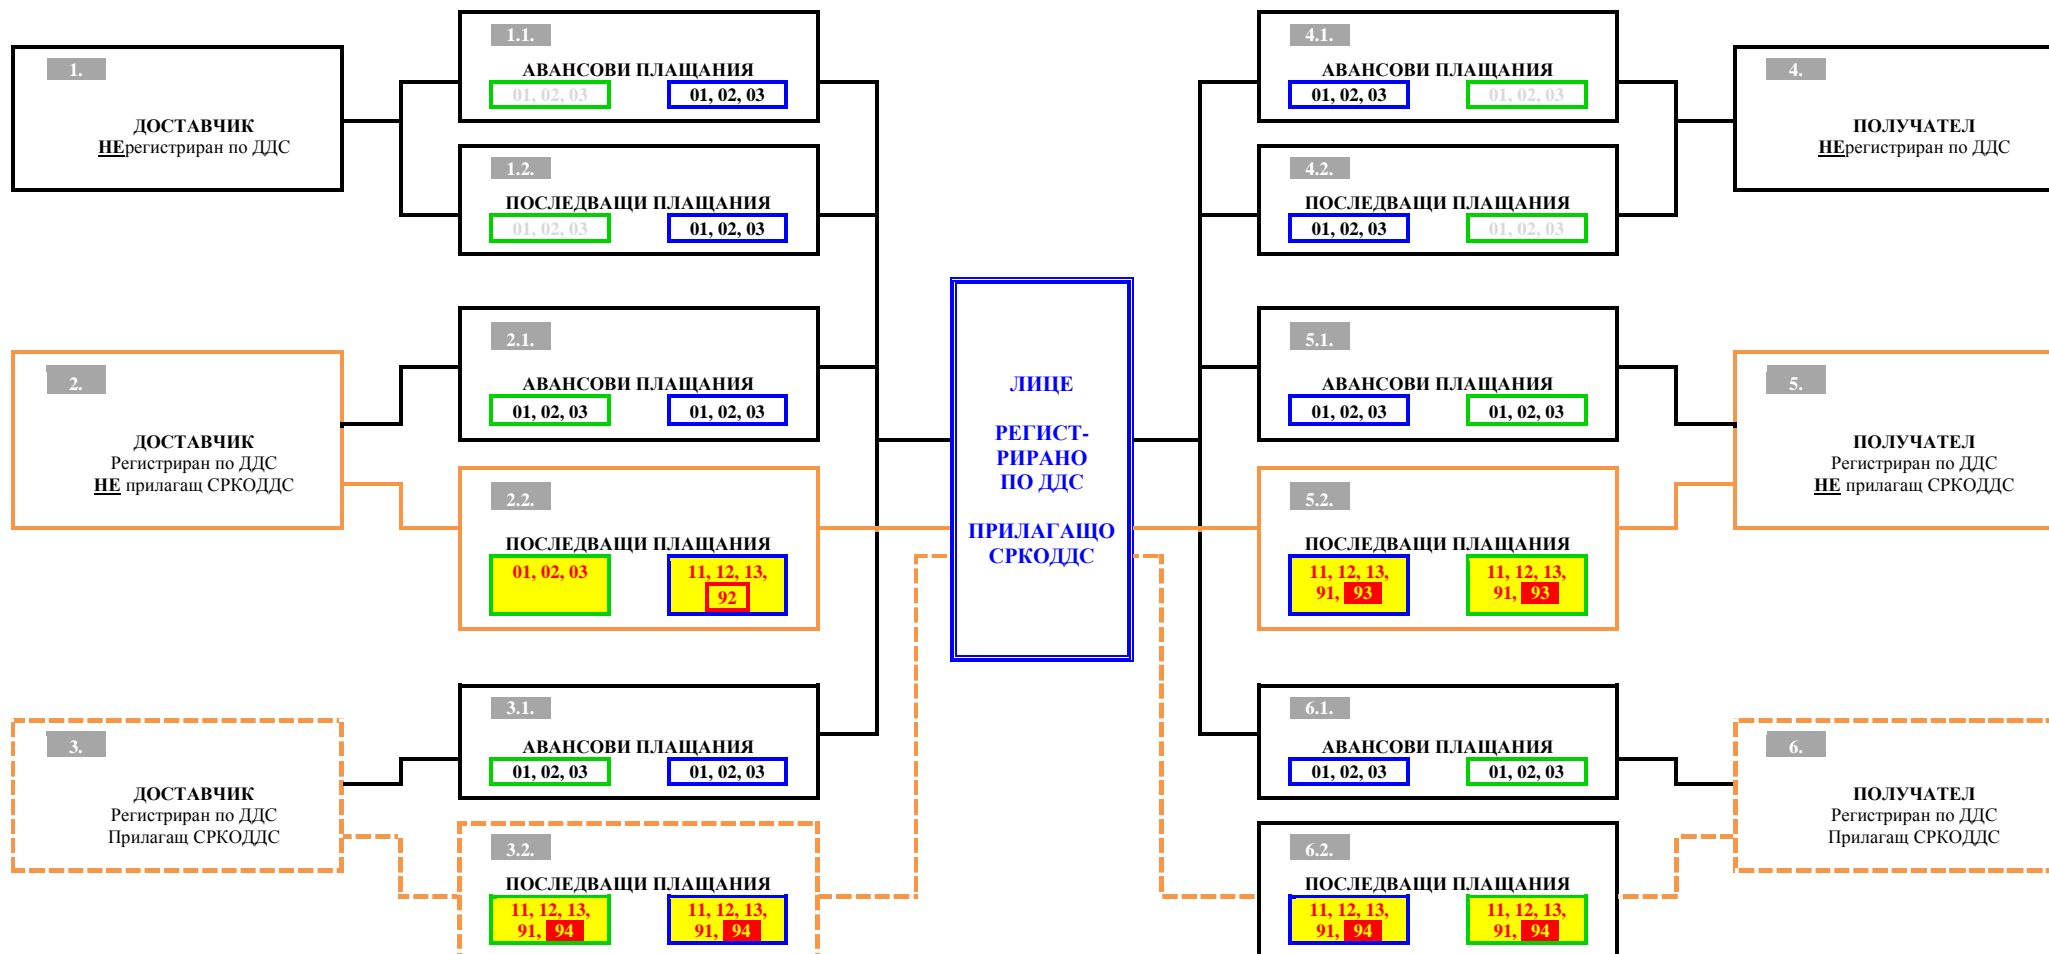 1.
ДОСТАВЧИК
НЕрегистриран по ДДС
1.1.
АВАНСОВИ ПЛАЩАНИЯ
01, 02, 03
01, 02, 03
1.2.
ПОСЛЕДВАЩИ ПЛАЩАНИЯ
01, 02, 03
01, 02, 03
2.
ДОСТАВЧИК
Регистриран по ДДС
НЕ прилагащ СРКОДДС
2.1.
АВАНСОВИ ПЛАЩАНИЯ
01, 02, 03
01, 02, 03
2.2.
ПОСЛЕДВАЩИ ПЛАЩАНИЯ
01, 02, 03
11, 12, 13,
92
3.
ДОСТАВЧИК
Регистриран по ДДС
Прилагащ СРКОДДС
3.1.
АВАНСОВИ ПЛАЩАНИЯ
01, 02, 03
01, 02, 03
3.2.
ПОСЛЕДВАЩИ ПЛАЩАНИЯ
11, 12, 13,
91, 94
11, 12, 13,
91, 94
ЛИЦЕ
РЕГИСТ-
РИРАНО
ПО ДДС
ПРИЛАГАЩО
СРКОДДС
4.1.
АВАНСОВИ ПЛАЩАНИЯ
01, 02, 03
01, 02, 03
4.2.
ПОСЛЕДВАЩИ ПЛАЩАНИЯ
01, 02, 03
01, 02, 03
4.
ПОЛУЧАТЕЛ
НЕрегистриран по ДДС
5.1.
АВАНСОВИ ПЛАЩАНИЯ
01, 02, 03
01, 02, 03
5.2.
ПОСЛЕДВАЩИ ПЛАЩАНИЯ
11, 12, 13,
91, 93
11, 12, 13,
91, 93
5.
ПОЛУЧАТЕЛ
Регистриран по ДДС
НЕ прилагащ СРКОДДС
6.1.
АВАНСОВИ ПЛАЩАНИЯ
01, 02, 03
01, 02, 03
6.2.
ПОСЛЕДВАЩИ ПЛАЩАНИЯ
11, 12, 13,
91, 94
11, 12, 13,
91, 94
6.
ПОЛУЧАТЕЛ
Регистриран по ДДС
Прилагащ СРКОДДС